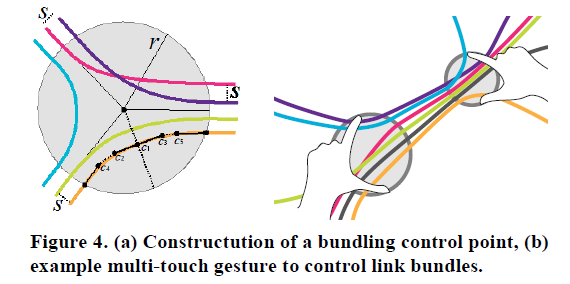 S
r
S
C4
C2
C1
C3
C5
S
Figure 4. (a) Constructution of a bundling control point, (b)
example multi-touch gesture to control link bundles.